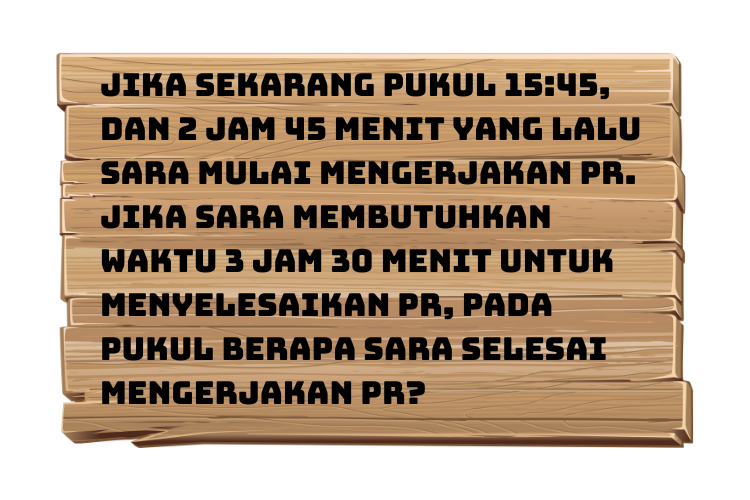 JIKA SEKARANG PUKUL 15:45,
DAN 2 JAM 45 MENIT YANG LALU
SARA MULAI MENGERJAKAN PR.
JIKA SARA MEMBUTUHKAN
WAKTU 3 JAM 30 MENIT UNTUK
MENYELESAIKAN PR, PADA
PUKUL BERAPA SARA SELESAI
MENGERJAKAN PR?